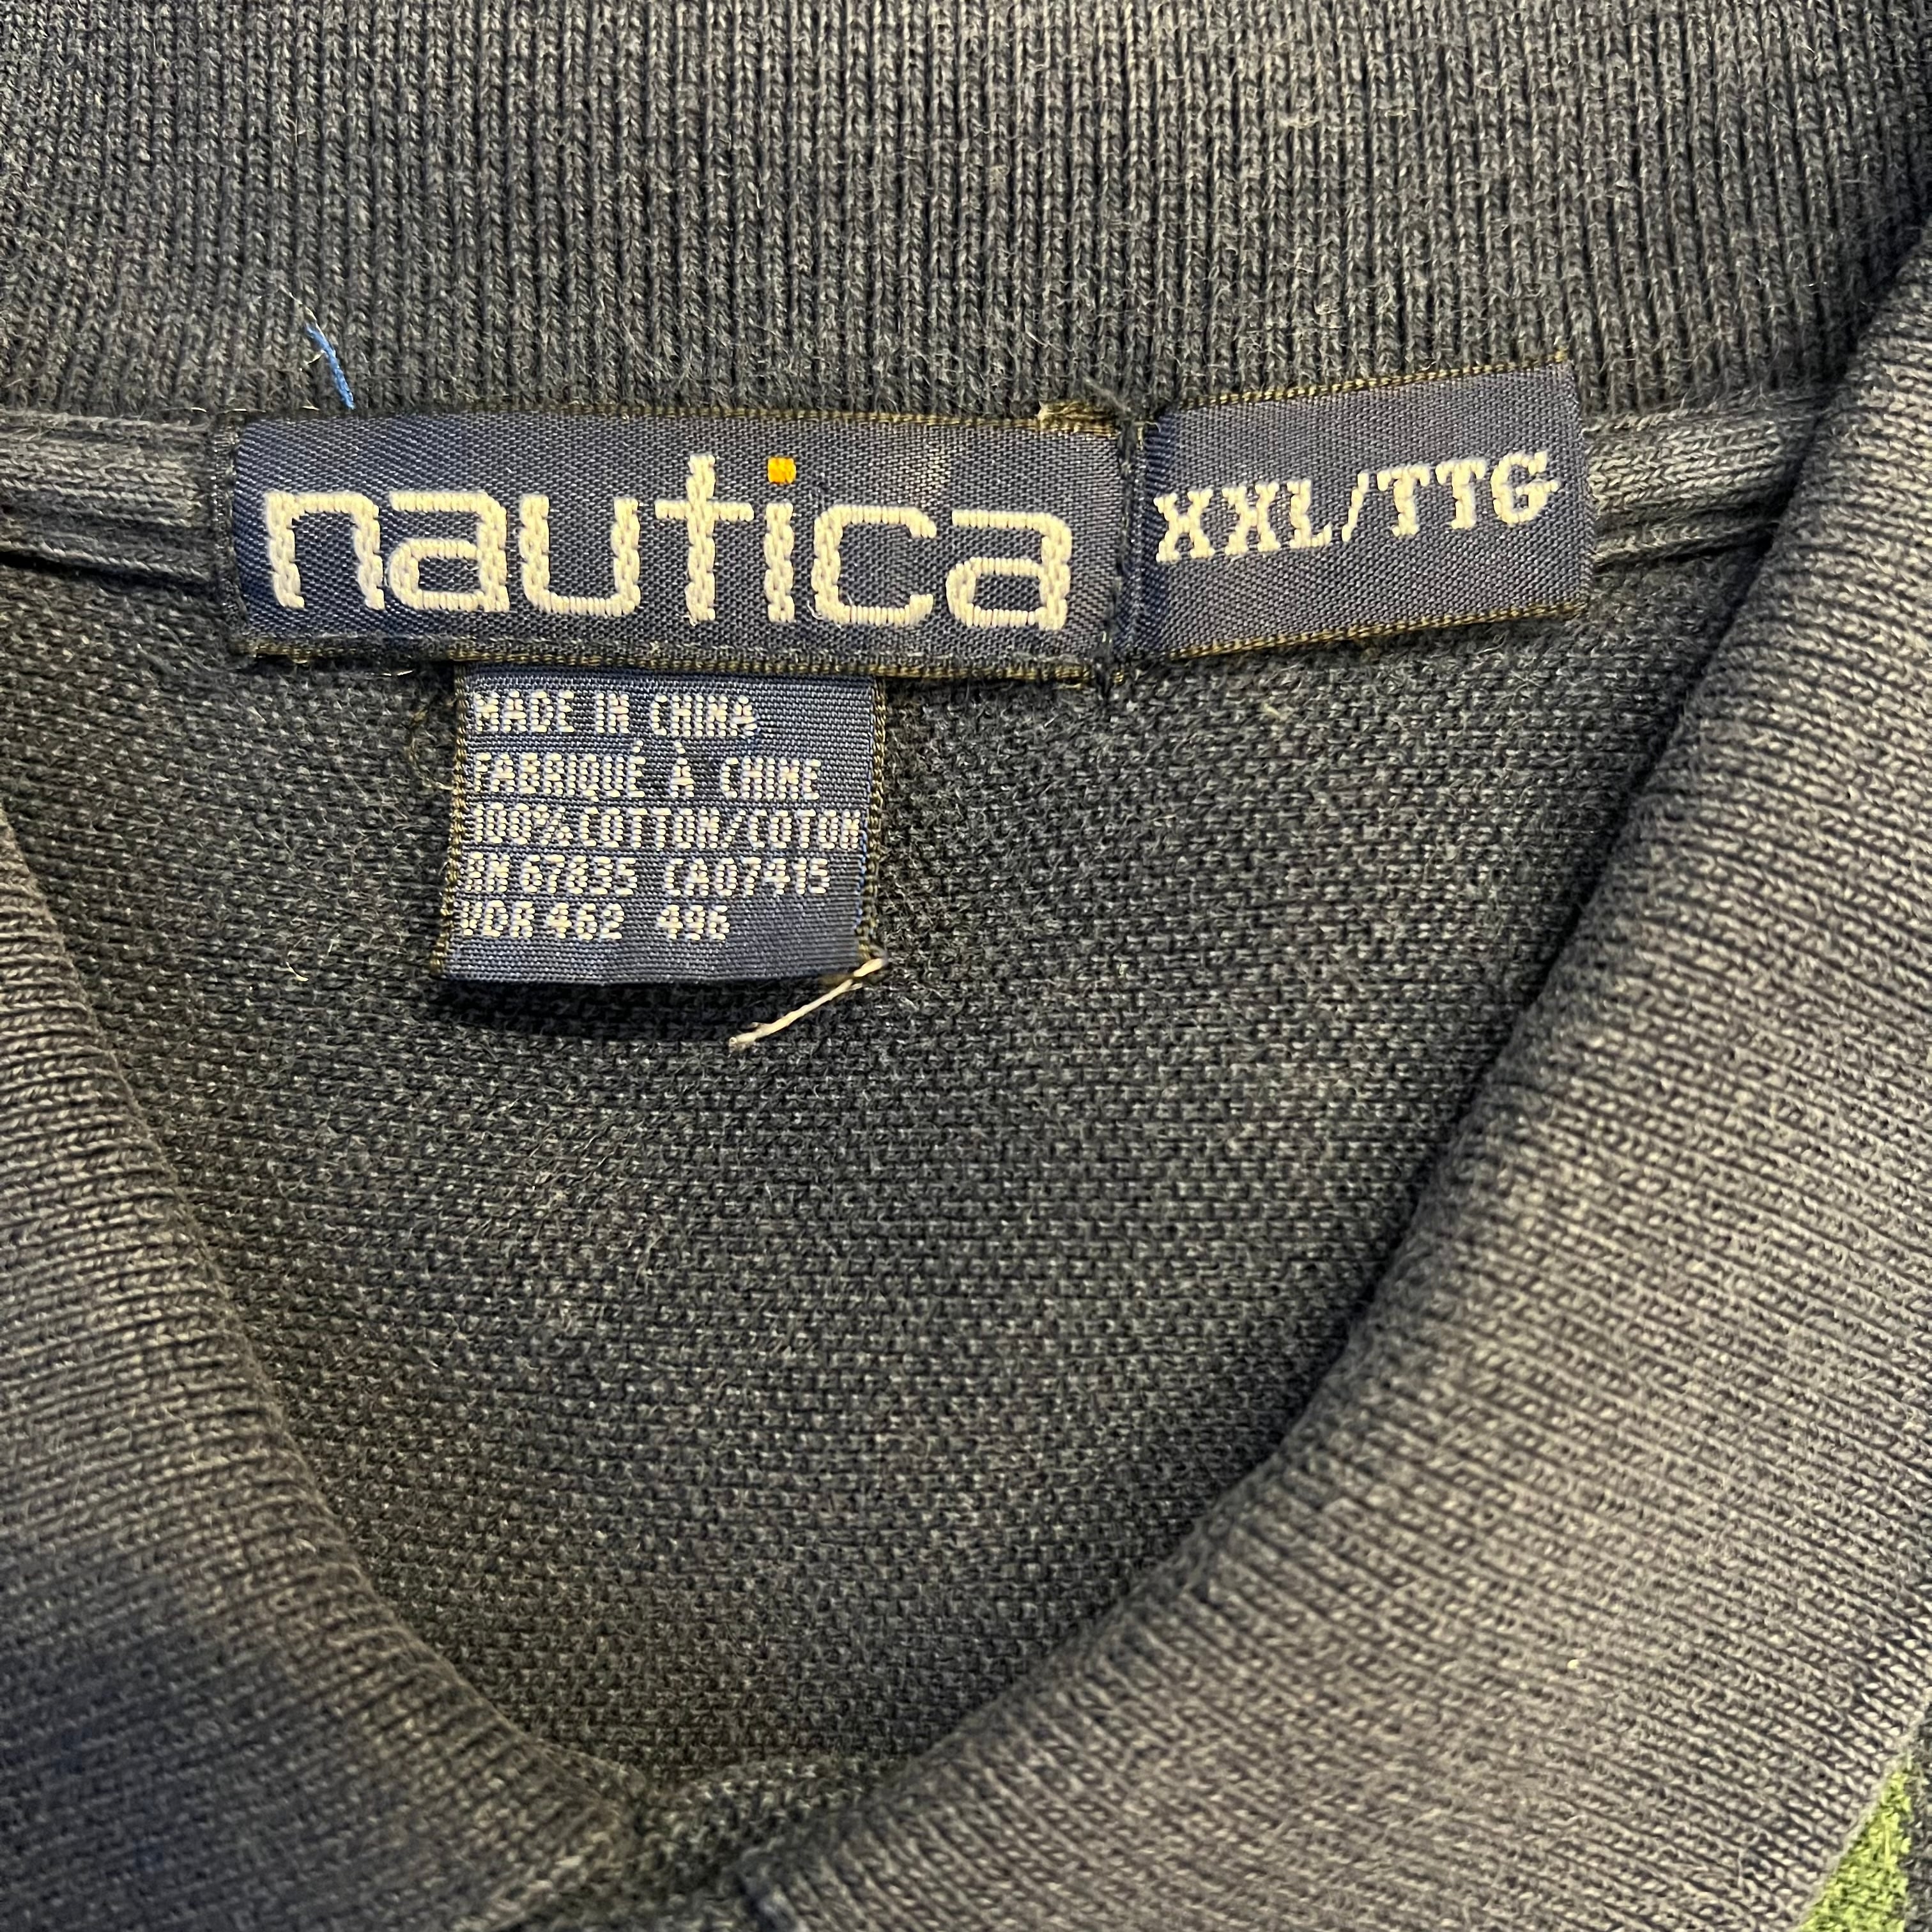 nautica
XXL/TTG
MADE IN CHINA
FABRIQUÉ À CHINE
100% COTTON/COTON
RN 67835 CA07415
VDR 462 496